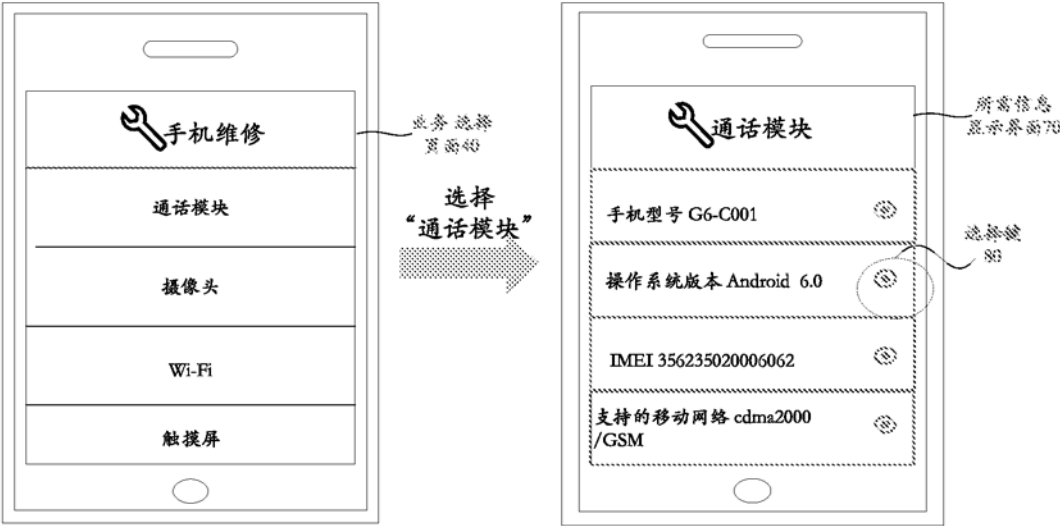 手机维修
通话模块
摄像头
Wi-Fi
触摸屏
业务选择
页面40
选择
“通话模块”
通话模块
手机型号 G6-C001
操作系统版本 Android 6.0
IMEI 356235020006062
支持的移动网络 cdma2000
/GSM
所需信息
显示界面70
选择键
80